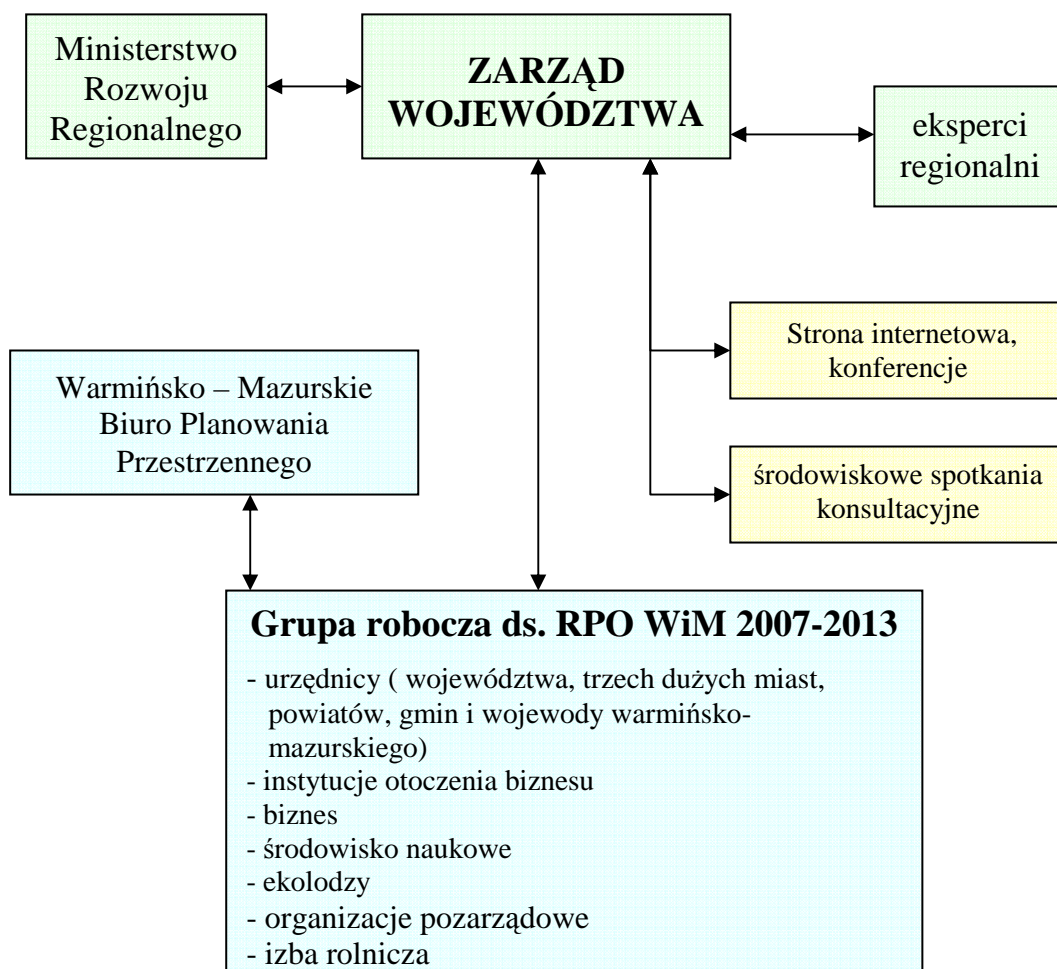 Ministerstwo
Rozwoju
Regionalnego
ZARZĄD
WOJEWÓDZTWA
eksperci
regionalni
Strona internetowa,
konferencje
Warmińsko – Mazurskie
Biuro Planowania
Przestrzennego
środowiskowe spotkania
konsultacyjne
Grupa robocza ds. RPO WiM 2007-2013
- urzędnicy ( województwa, trzech dużych miast,
powiatów, gmin i wojewody warmińsko-
mazurskiego)
- instytucje otoczenia biznesu
- biznes
- środowisko naukowe
- ekolodzy
- organizacje pozarządowe
- izba rolnicza